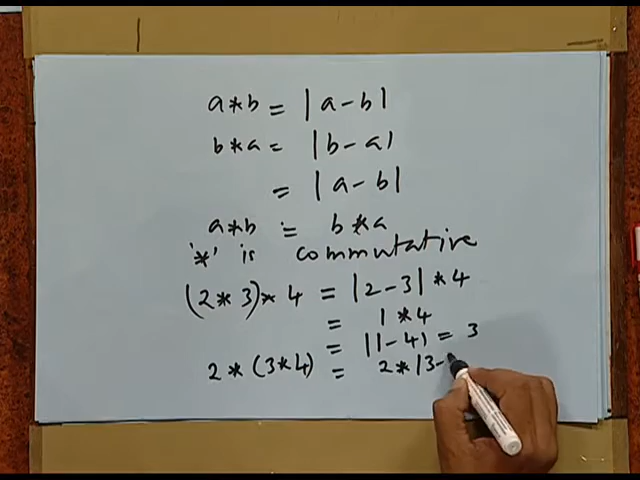 a*b = |a-b|
b*a = |b-a|
= |a-b|
a*b = b*a
'*' is commutative
(2*3)*4 = |2-3|*4
= 1*4
= |1-4| = 3
2*(3*4) = 2*|3-